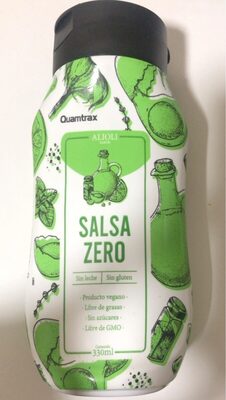 Quamtrax
ALIOLI
SALSA
ZERO
Sin leche | Sin gluten
· Producto vegano ·
· Libre de grasas ·
· Sin azúcares ·
· Libre de GMO ·
330ml